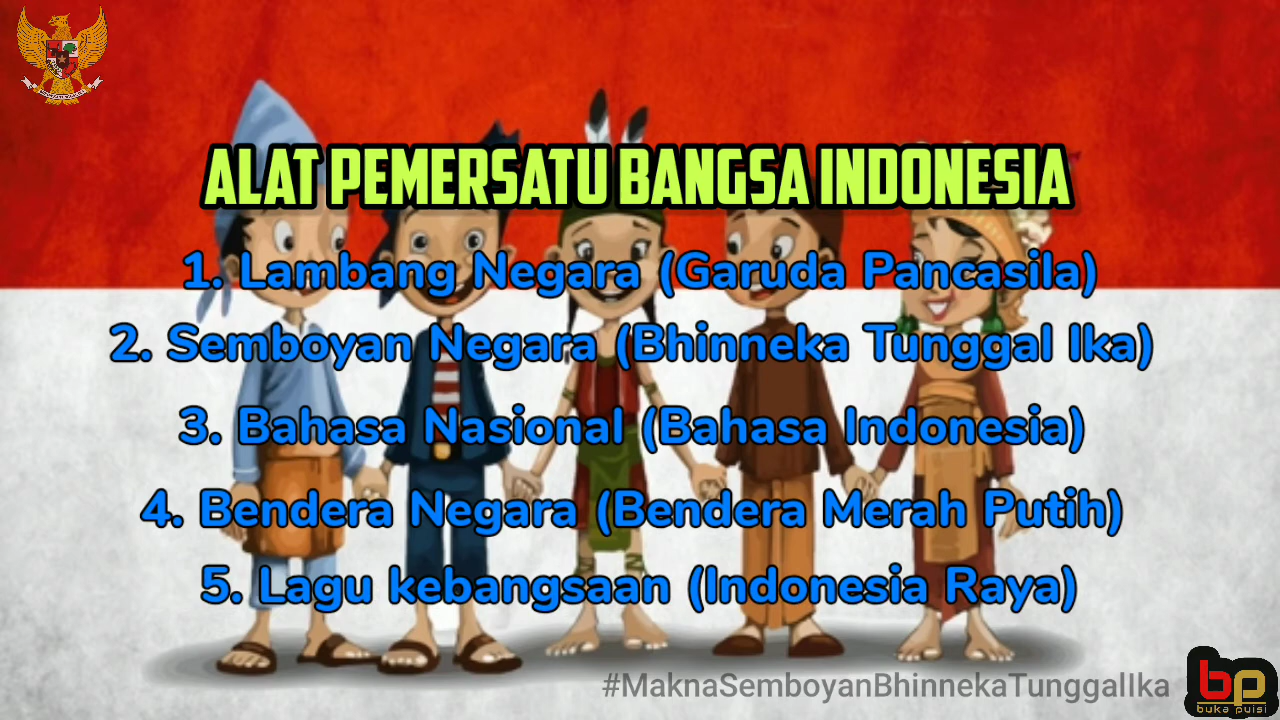 ALAT PEMERSATU BANGSA INDONESIA
1. Lambang Negara (Garuda Pancasila)
2. Semboyan Negara (Bhinneka Tunggal Ika)
3. Bahasa Nasional (Bahasa Indonesia)
4. Bendera Negara (Bendera Merah Putih)
5. Lagu kebangsaan (Indonesia Raya)
#MaknaSemboyanBhinnekaTunggalIka
bp
buka puisi